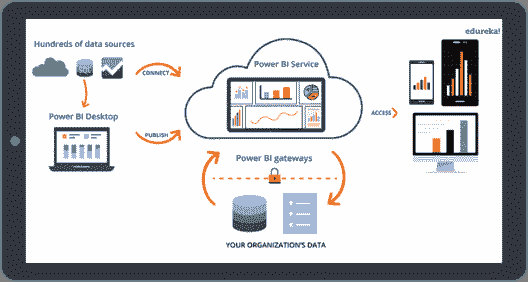 edureka!
Hundreds of data sources
SQL
CONNECT
Power BI Service
ACCESS
Power BI Desktop
PUBLISH
Power BI gateways
YOUR ORGANIZATION'S DATA